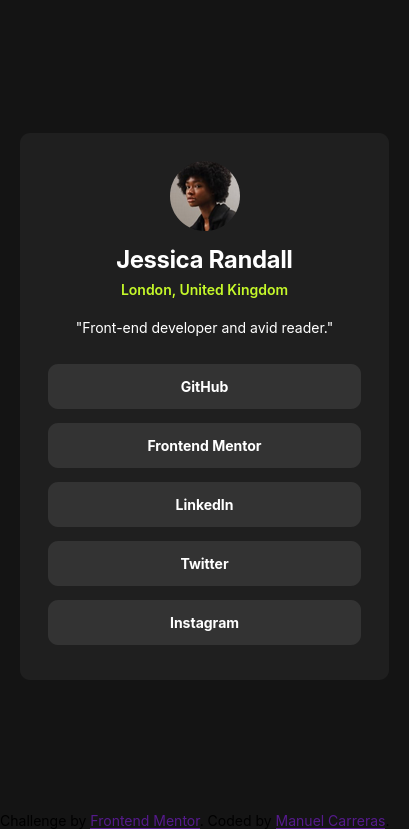 Jessica Randall
London, United Kingdom
"Front-end developer and avid reader."
GitHub
Frontend Mentor
LinkedIn
Twitter
Instagram
Challenge by Frontend Mentor. Coded by Manuel Carreras.